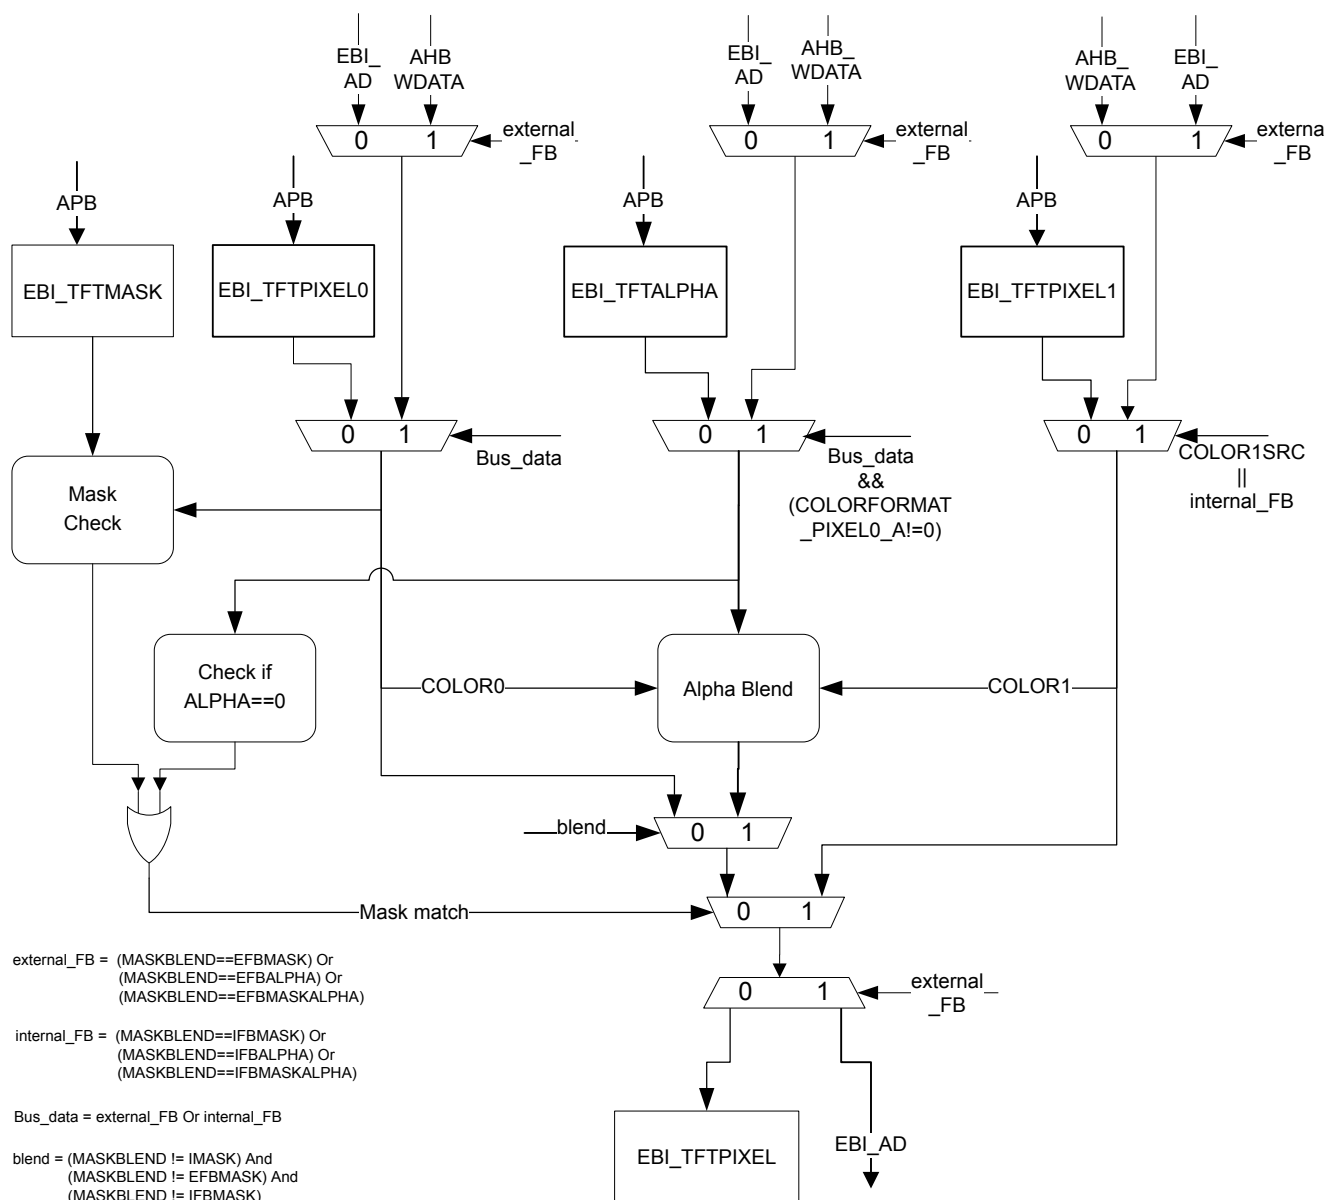 EBI_
AD
AHB
WDATA
EBI_
AD
AHB_
WDATA
AHB_
WDATA
EBI_
AD
0 1
external
_FB
0 1
external
_FB
0 1
externa
_FB
APB
APB
APB
APB
EBI_TFTMASK
EBI_TFTPIXEL0
EBI_TFTALPHA
EBI_TFTPIXEL1
0 1
Bus_data
0 1
Bus_data
&&
(COLORFORMAT
_PIXEL0_A!=0)
0 1
COLOR1SRC
||
internal_FB
Mask
Check
Check if
ALPHA==0
COLOR0
Alpha Blend
COLOR1
blend
0 1
Mask match
0 1
external_FB = (MASKBLEND==EFBMASK) Or
(MASKBLEND==EFBALPHA) Or
(MASKBLEND==EFBMASKALPHA)
0 1
external
_FB
internal_FB = (MASKBLEND==IFBMASK) Or
(MASKBLEND==IFBALPHA) Or
(MASKBLEND==IFBMASKALPHA)
Bus_data = external_FB Or internal_FB
blend = (MASKBLEND != IMASK) And
(MASKBLEND != EFBMASK) And
(MASKBLEND != IFBMASK)
EBI_TFTPIXEL
EBI_AD